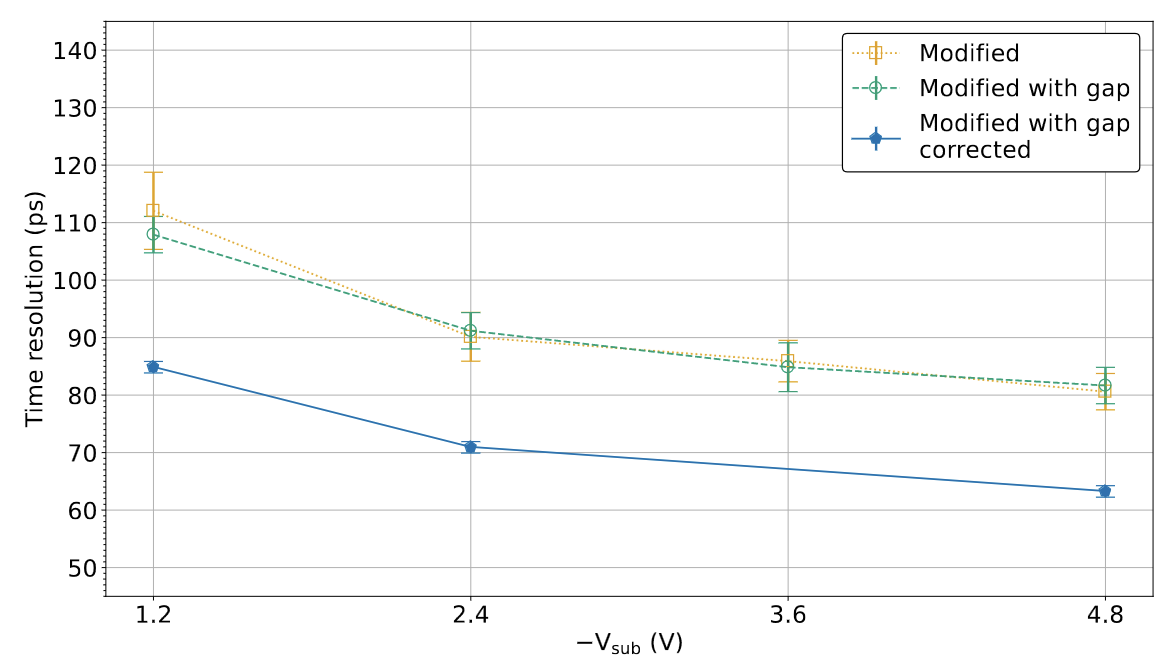 140
130
120
110
100
90
80
70
60
50
Time resolution (ps)
Modified
Modified with gap
Modified with gap
corrected
1.2 2.4 3.6 4.8
−Vsub (V)